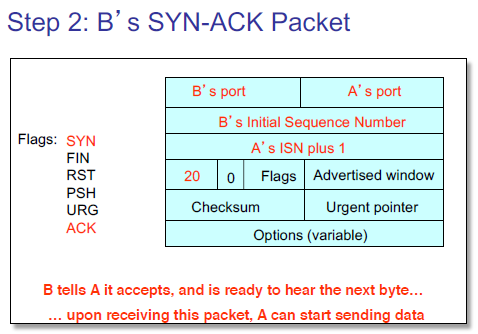 Step 2: B’s SYN-ACK Packet
B’s port A’s port
B’s Initial Sequence Number
Flags: SYN
A’s ISN plus 1
FIN
RST
20 0 Flags Advertised window
PSH
URG
Checksum Urgent pointer
ACK
Options (variable)
B tells A it accepts, and is ready to hear the next byte…
… upon receiving this packet, A can start sending data